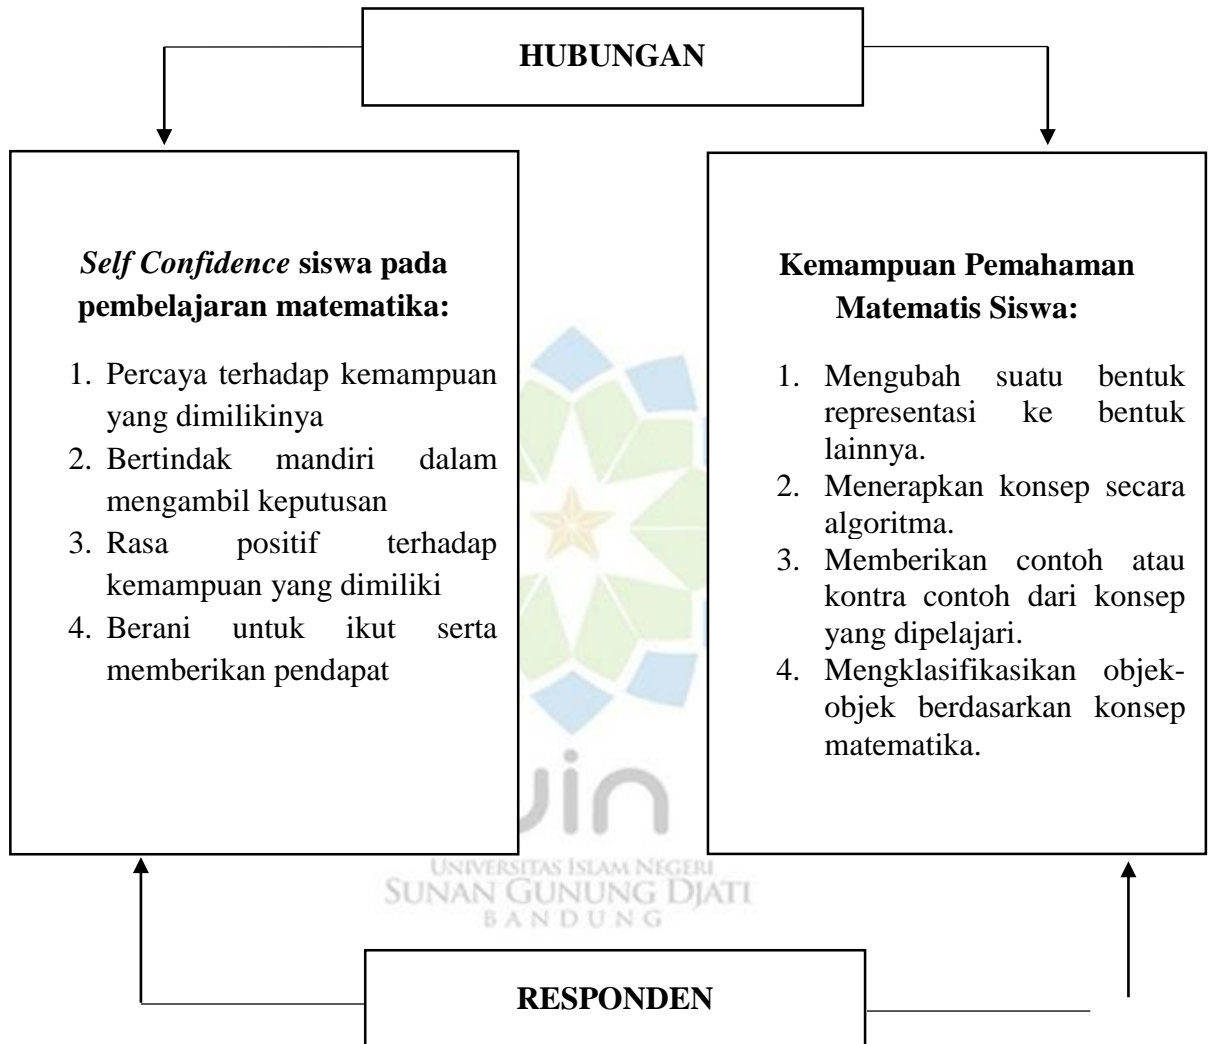 HUBUNGAN
Self Confidence siswa pada
pembelajaran matematika:
1. Percaya terhadap kemampuan
yang dimilikinya
2. Bertindak mandiri dalam
mengambil keputusan
3. Rasa positif terhadap
kemampuan yang dimiliki
4. Berani untuk ikut serta
memberikan pendapat
Kemampuan Pemahaman
Matematis Siswa:
1. Mengubah suatu bentuk
representasi ke bentuk
lainnya.
2. Menerapkan konsep secara
algoritma.
3. Memberikan contoh atau
kontra contoh dari konsep
yang dipelajari.
4. Mengklasifikasikan objek-
objek berdasarkan konsep
matematika.
uin
UNIVERSITAS ISLAM NEGERI
SUNAN GUNUNG DJATI
BANDUNG
RESPONDEN